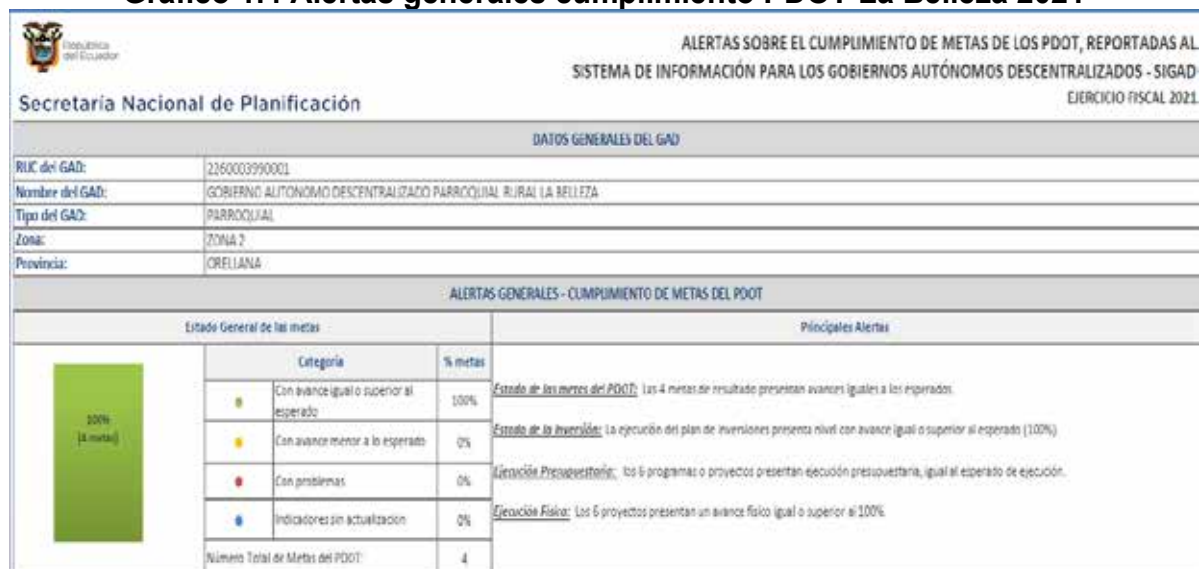 Gráfico 1.4 Alertas generales cumplimiento PDOT La Belleza 2021
República
del Ecuador
ALERTAS SOBRE EL CUMPLIMIENTO DE METAS DE LOS PDOT, REPORTADAS AL
SISTEMA DE INFORMACIÓN PARA LOS GOBIERNOS AUTÓNOMOS DESCENTRALIZADOS - SIGAD
Secretaría Nacional de Planificación
EJERCICIO FISCAL 2021
DATOS GENERALES DEL GAD
RUC del GAD: 2260003990001
Nombre del GAD: GOBIERNO AUTONOMO DESCENTRALIZADO PARROQUIAL RURAL LA BELLEZA
Tipo del GAD: PARROQUIAL
Zona: ZONA 2
Provincia: ORELLANA
ALERTAS GENERALES - CUMPLIMIENTO DE METAS DEL PDOT
Estado General de las metas
Principales Alertas
100%
(4 metas)
Categoría % metas
Con avance igual o superior al
esperado
100%
Con avance menor a lo esperado 0%
Con problemas 0%
Indicadores sin actualizacion 0%
Número Total de Metas del PDOT: 4
Estado de las metas del PDOT: Las 4 metas de resultado presentan avances iguales a los esperados.
Estado de la Inversión: La ejecución del plan de inversiones presenta nivel con avance igual o superior al esperado (100%)
Ejecución Presupuestaria: los 6 programas o proyectos presentan ejecución presupuestaria, igual al esperado de ejecución.
Ejecución Física: Los 6 proyectos presentan un avance físico igual o superior al 100%.